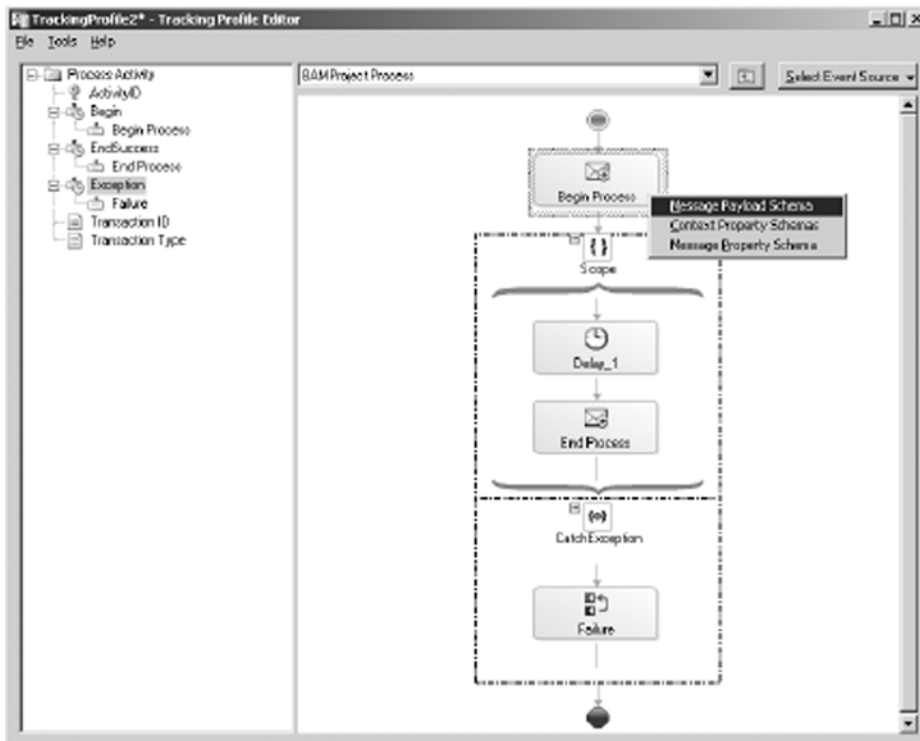 TrackingProfile2* - Tracking Profile Editor
File Tools Help
Process Activity
ActivityID
Begin
Begin Process
EndSuccess
End Process
Exception
Failure
Transaction ID
Transaction Type
BAMProject.Process
Select Event Source
Begin Process
Message Payload Schema
Context Property Schemas
Message Property Schema
Scope
Delay_1
End Process
CatchException
Failure